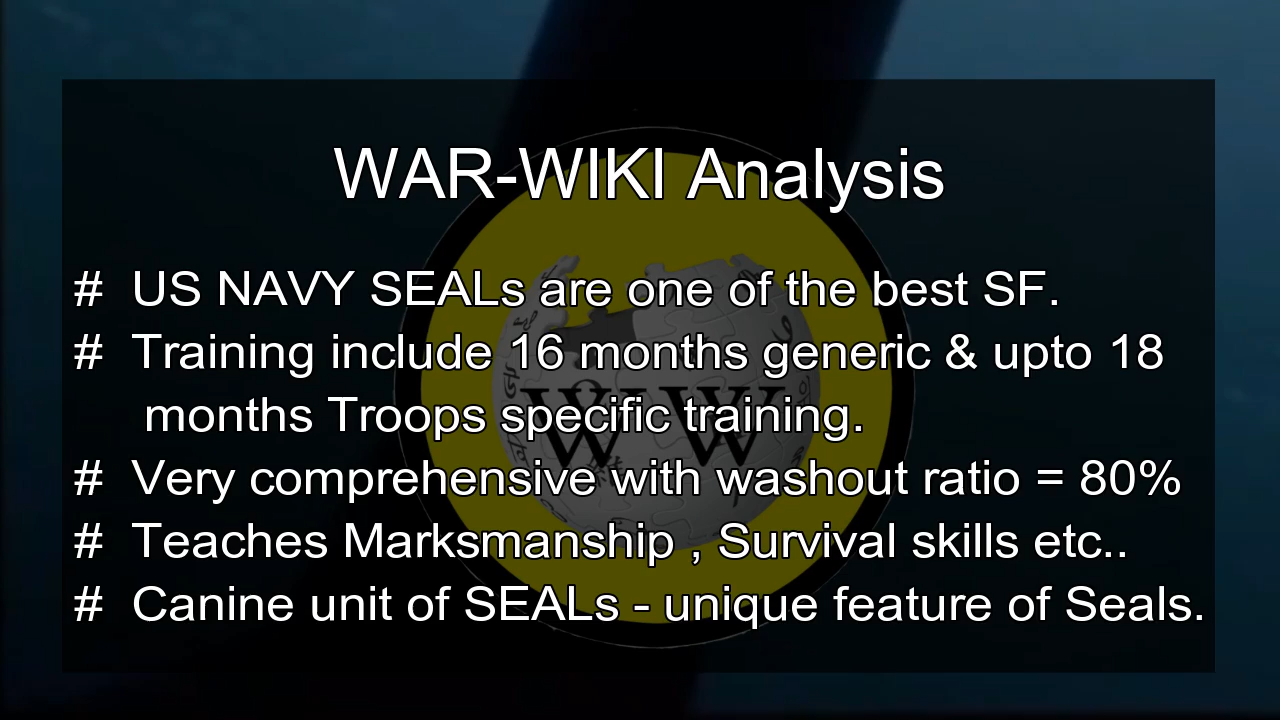 WAR-WIKI Analysis
# US NAVY SEALs are one of the best SF.
# Training include 16 months generic & upto 18
months Troops specific training.
# Very comprehensive with washout ratio = 80%
# Teaches Marksmanship , Survival skills etc..
# Canine unit of SEALs - unique feature of Seals.
W W